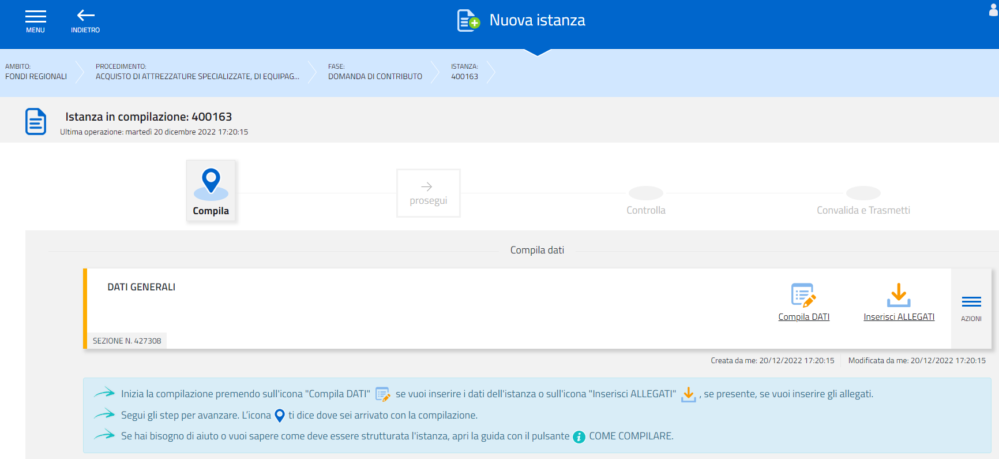 MENU
INDIETRO
Nuova istanza
AMBITO:
FONDI REGIONALI
PROCEDIMENTO:
ACQUISTO DI ATTREZZATURE SPECIALIZZATE, DI EQUIPAG...
FASE:
DOMANDA DI CONTRIBUTO
ISTANZA:
400163
Istanza in compilazione: 400163
Ultima operazione: martedì 20 dicembre 2022 17:20:15
Compila
prosegui
Controlla
Convalida e Trasmetti
Compila dati
DATI GENERALI
Compila DATI
Inserisci ALLEGATI
AZIONI
SEZIONE N. 427308
Creata da me: 20/12/2022 17:20:15
Modificata da me: 20/12/2022 17:20:15
Inizia la compilazione premendo sull'icona "Compila DATI" se vuoi inserire i dati dell'istanza o sull'icona "Inserisci ALLEGATI" , se presente, se vuoi inserire gli allegati.
Segui gli step per avanzare. L'icona ti dice dove sei arrivato con la compilazione.
Se hai bisogno di aiuto o vuoi sapere come deve essere strutturata l'istanza, apri la guida con il pulsante i COME COMPILARE.